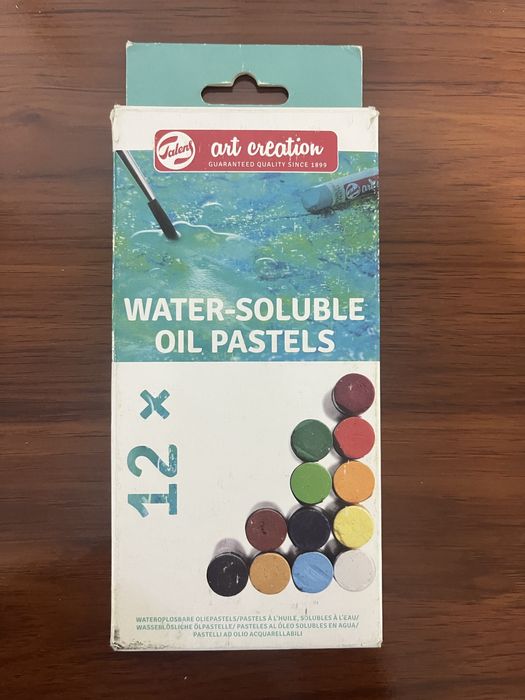 Talens
art creation
GUARANTEED QUALITY SINCE 1899
WATER-SOLUBLE
OIL PASTELS
12 x
WATEROPLOSBARE OLIEPASTELS/PASTELS À L'HUILE, SOLUBLES À L'EAU/
WASSERLÖSLICHE ÖLPASTELLE/ PASTELES AL ÓLEO SOLUBLES EN AGUA/
PASTELLI AD OLIO ACQUARELLABILI